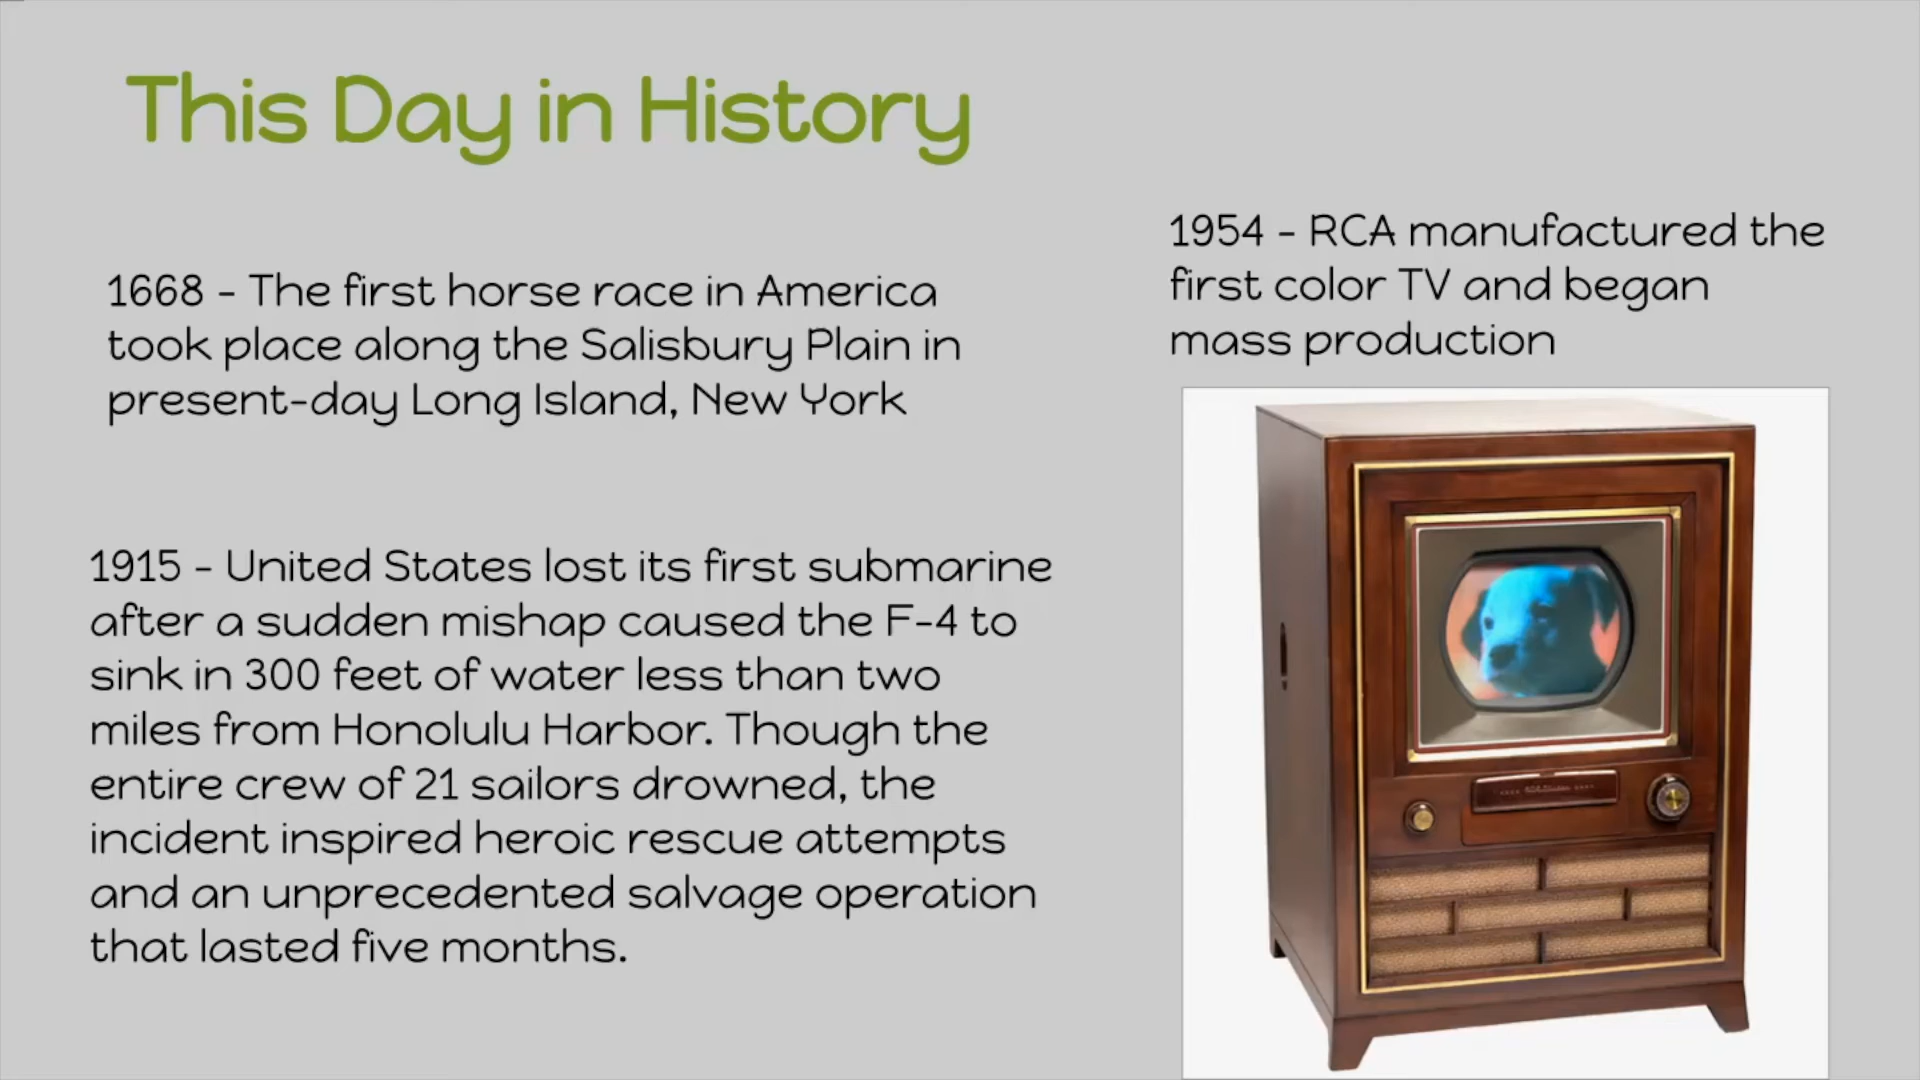 This Day in History
1668 - The first horse race in America
took place along the Salisbury Plain in
present-day Long Island, New York
1915 - United States lost its first submarine
after a sudden mishap caused the F-4 to
sink in 300 feet of water less than two
miles from Honolulu Harbor. Though the
entire crew of 21 sailors drowned, the
incident inspired heroic rescue attempts
and an unprecedented salvage operation
that lasted five months.
1954 - RCA manufactured the
first color TV and began
mass production